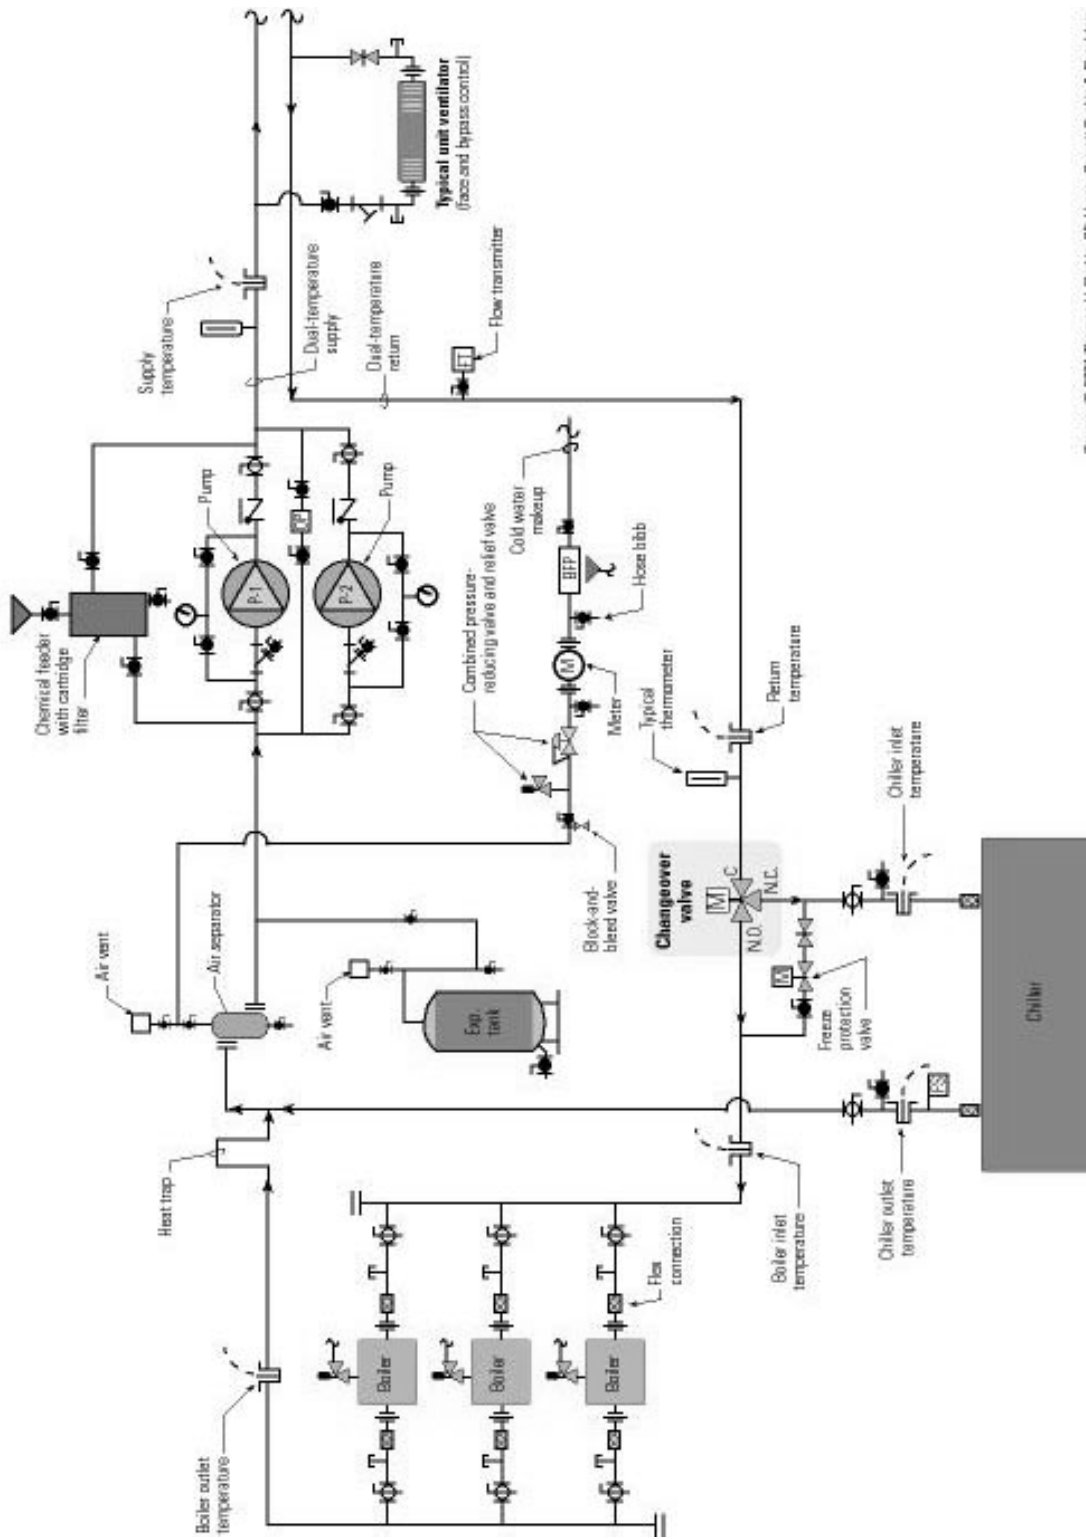 Boiler outlet
temperature
Heat trap
Air vent
Air separator
Chemical feeder
with cartridge
filter
Pump
P-1
DP
P-2
Pump
Supply
temperature
Dual-temperature
supply
Dual-temperature
return
Typical unit ventilator
(face and bypass control)
FT
Flow transmitter
Boiler
Boiler
Boiler
Flex
connection
Air vent
Exp.
tank
Block-and-
bleed valve
Combined pressure-
reducing valve and relief valve
M
Meter
BFP
Hose bibb
Cold water
makeup
Changeover
valve
M
C
N.O.
N.C.
Typical
thermometer
Return
temperature
Boiler inlet
temperature
M
Freeze
protection
valve
Chiller outlet
temperature
FS
Chiller inlet
temperature
Chiller